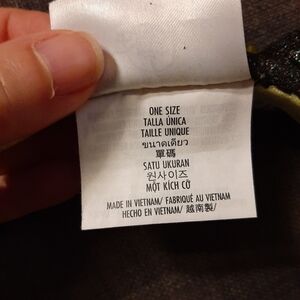 ONE SIZE
TALLA ÚNICA
TAILLE UNIQUE
ขนาดเดียว
單碼
SATU UKURAN
원사이즈
MỘT KÍCH CỠ
MADE IN VIETNAM/ FABRIQUÉ AU VIETNAM
HECHO EN VIETNAM/ 越南製/